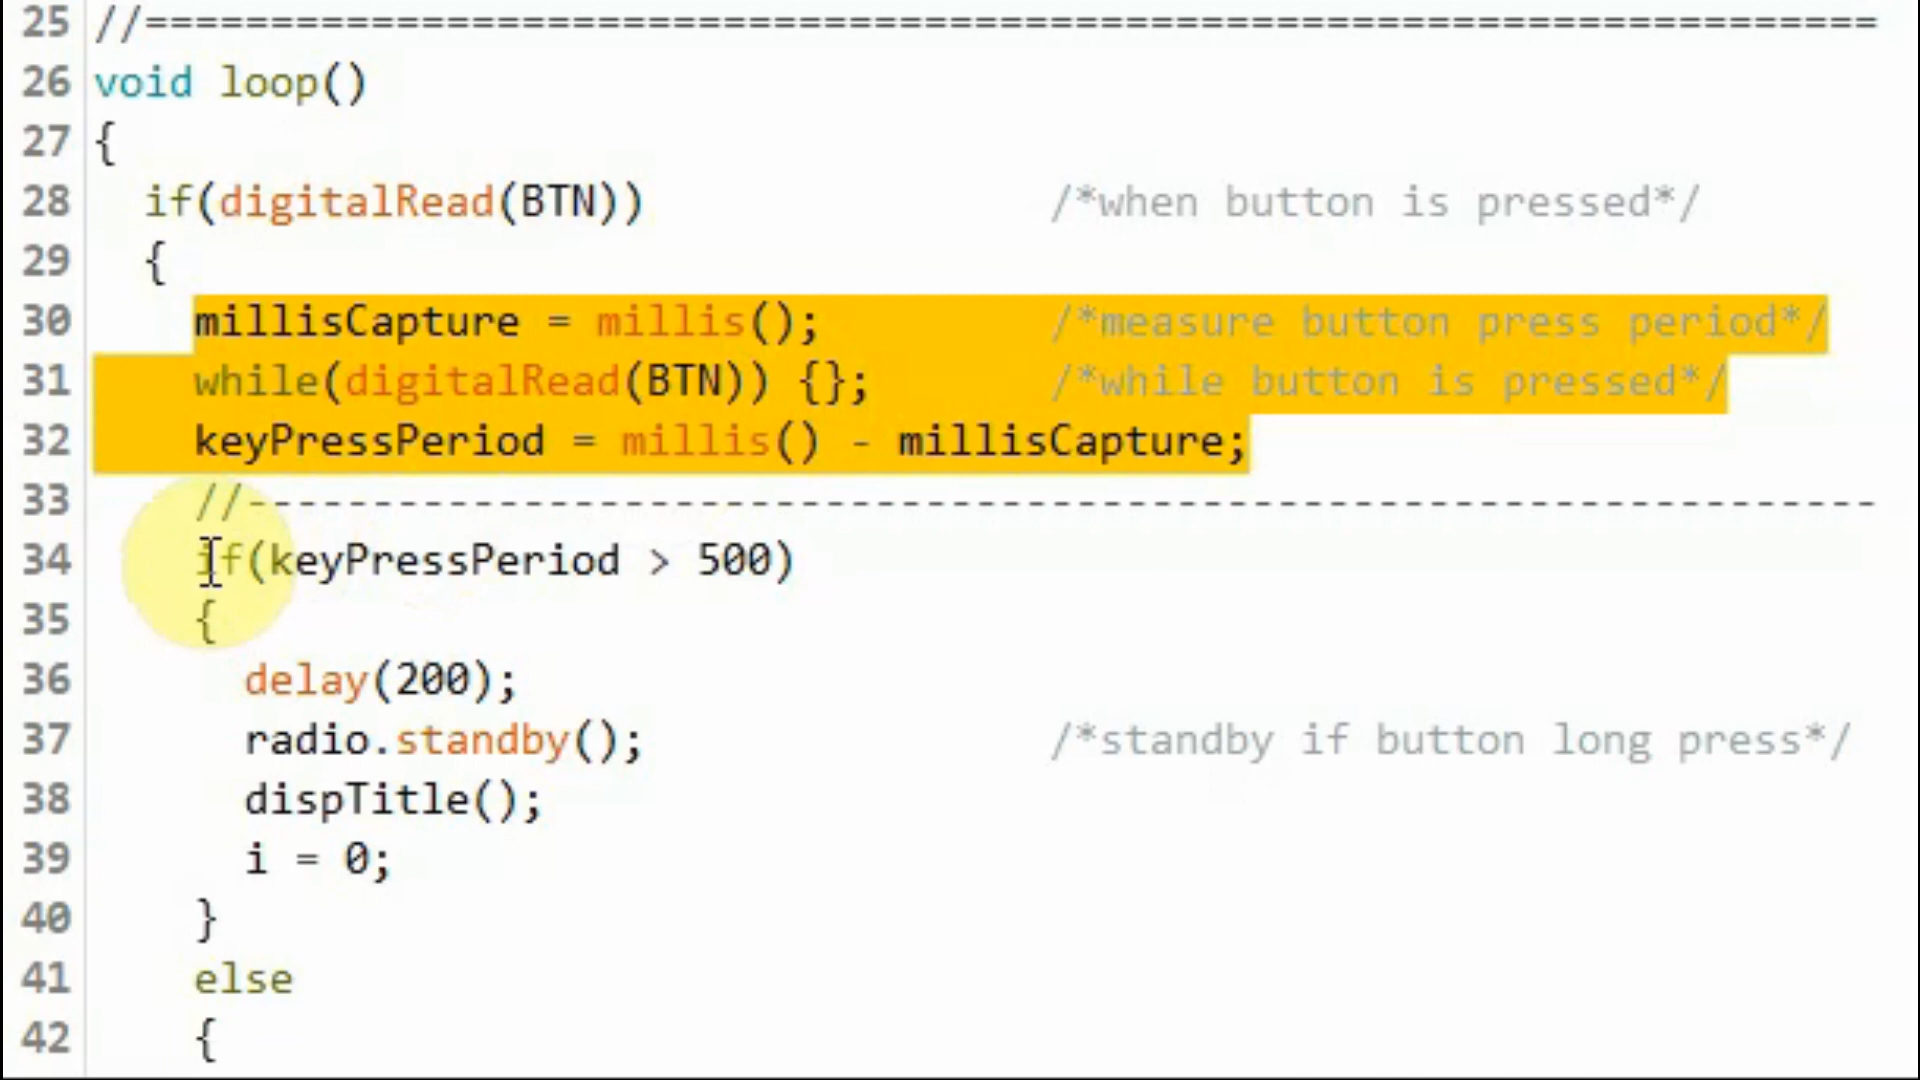 25 //=====================================================================
26 void loop()
27 {
28 if(digitalRead(BTN)) /*when button is pressed*/
29 {
30 millisCapture = millis(); /*measure button press period*/
31 while(digitalRead(BTN)) {}; /*while button is pressed*/
32 keyPressPeriod = millis() - millisCapture;
33 //-----------------------------------------------------------------
34 if(keyPressPeriod > 500)
35 {
36 delay(200);
37 radio.standby(); /*standby if button long press*/
38 dispTitle();
39 i = 0;
40 }
41 else
42 {